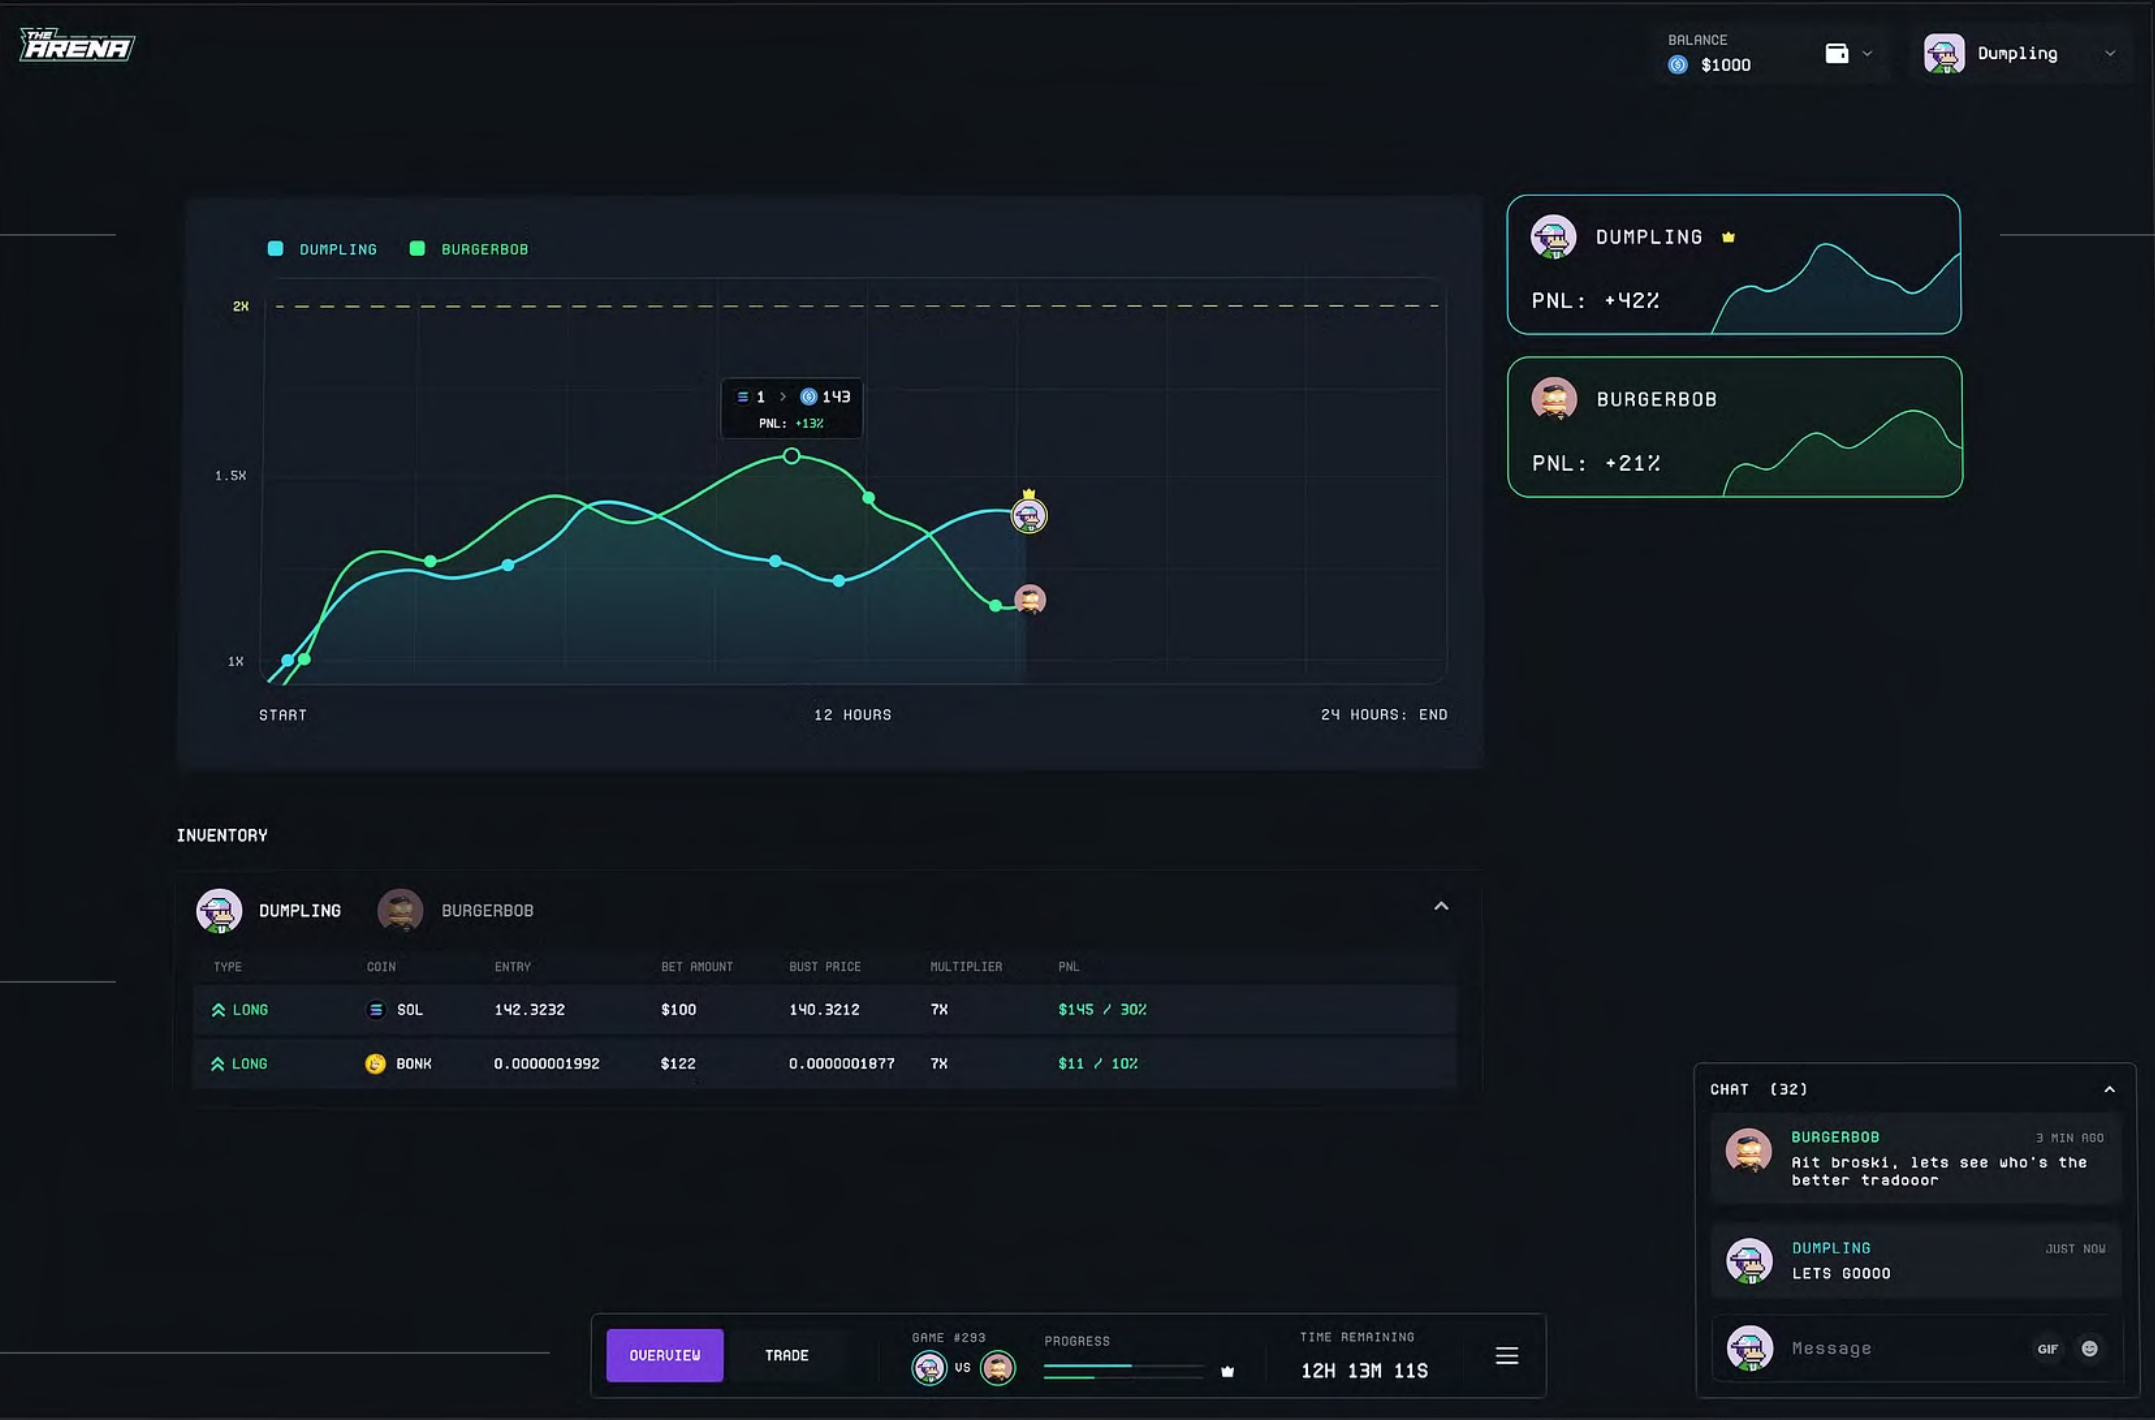 THE
ARENA
BALANCE
$1000
Dumpling
DUMPLING
BURGERBOB
2X
1.5X
1X
1 > 143
PNL: +13%
START
12 HOURS
24 HOURS: END
DUMPLING
PNL: +42%
BURGERBOB
PNL: +21%
INVENTORY
DUMPLING
BURGERBOB
TYPE COIN ENTRY BET AMOUNT BUST PRICE MULTIPLIER PNL
LONG SOL 142.3232 $100 140.3212 7X $145 / 30%
LONG BONK 0.0000001992 $122 0.0000001877 7X $11 / 10%
CHAT (32)
BURGERBOB 3 MIN AGO
Ait broski, lets see who's the
better tradooor
DUMPLING JUST NOW
LETS GOOOO
Message GIF
OVERVIEW
TRADE
GAME #293
VS
PROGRESS
TIME REMAINING
12H 13M 11S